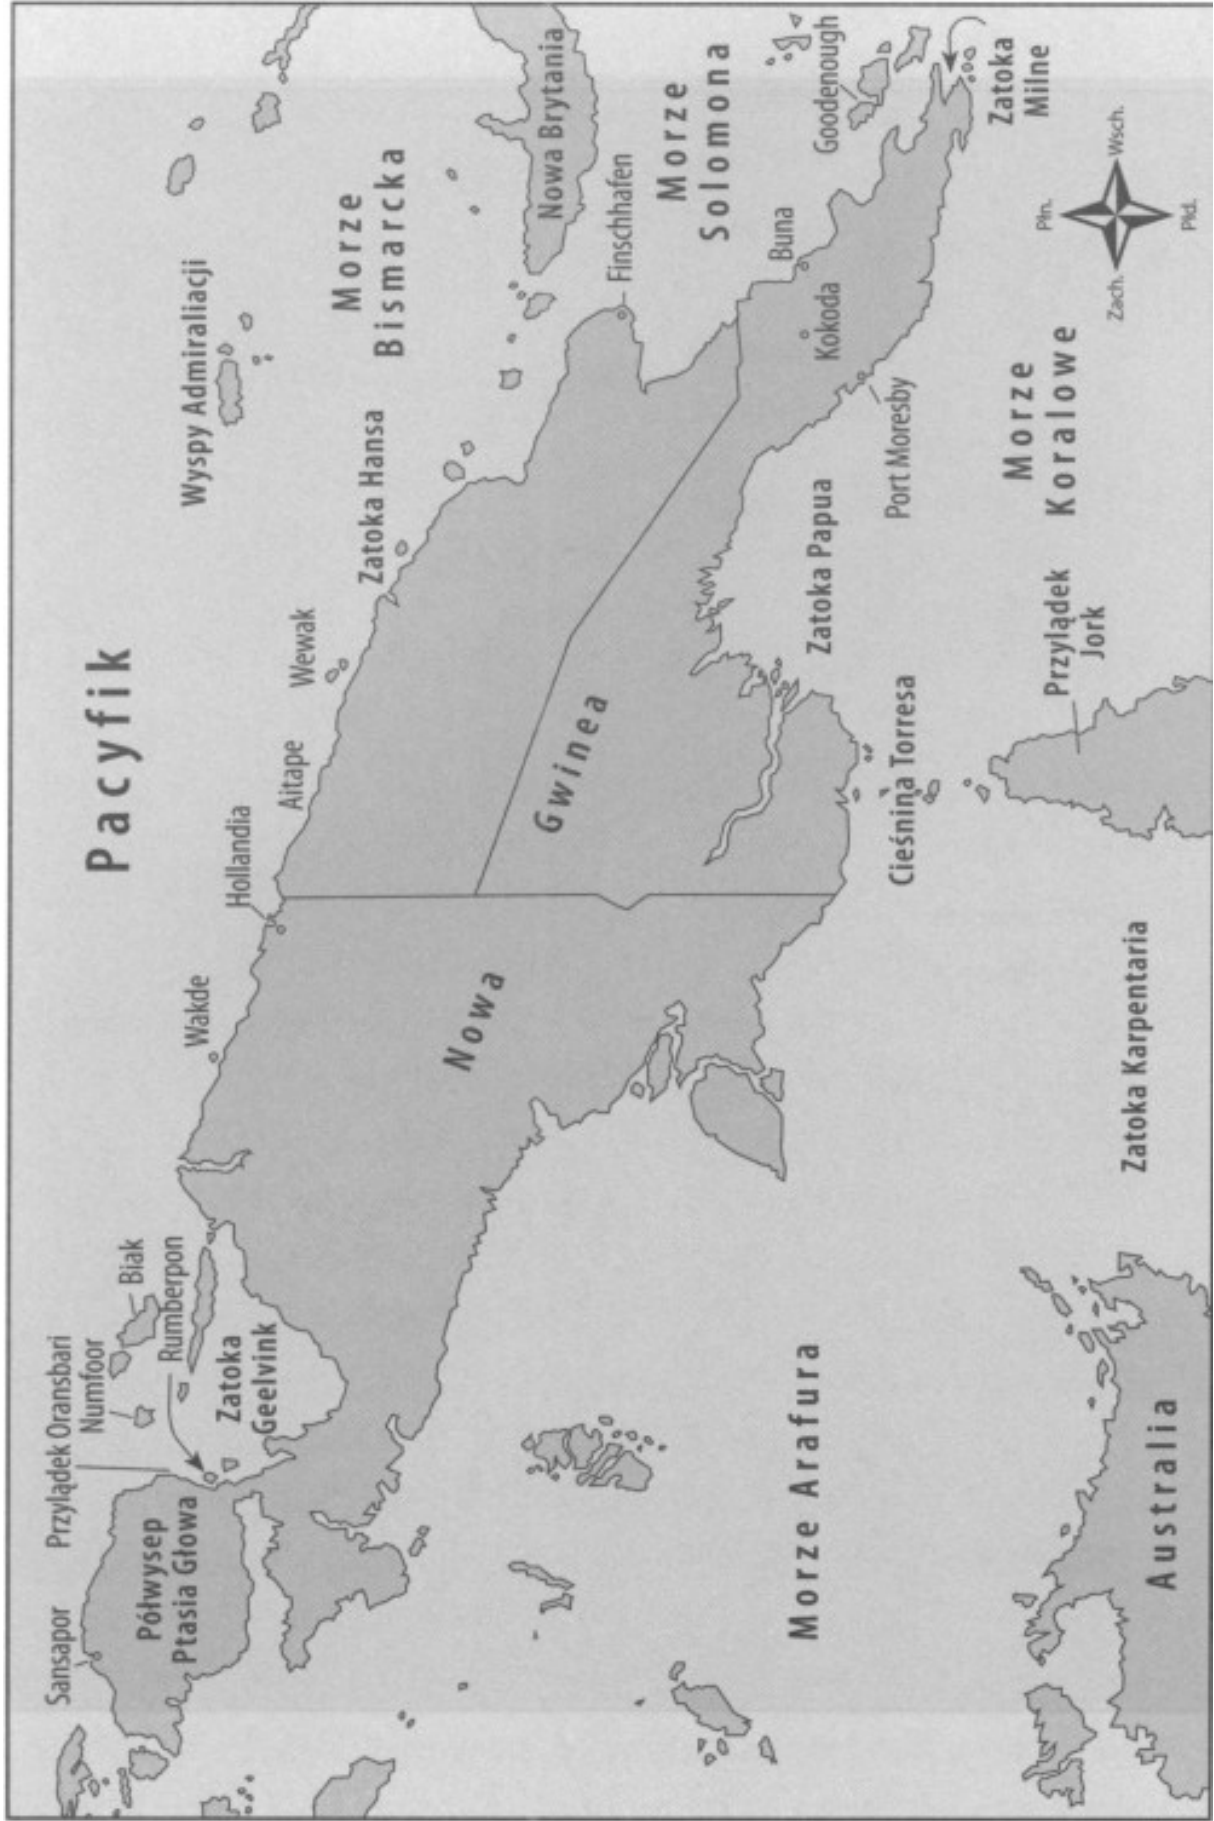 Pacyfik
Sansapor
Przylądek Oransbari
Numfoor
Biak
Rumberpon
Półwysep
Ptasia Głowa
Zatoka
Geelvink
Wakde
Hollandia
Aitape
Wewak
Zatoka Hansa
Wyspy Admiraliacji
Morze
Bismarcka
Nowa Brytania
Finschhafen
Morze
Solomona
Nowa
Gwinea
Buna
Kokoda
Goodenough
Port Moresby
Zatoka Papua
Zatoka
Milne
Cieśnina Torresa
Morze
Koralowe
Przylądek
Jork
Morze Arafura
Zatoka Karpentaria
Australia
Płn.
Zach.
Wsch.
Płd.